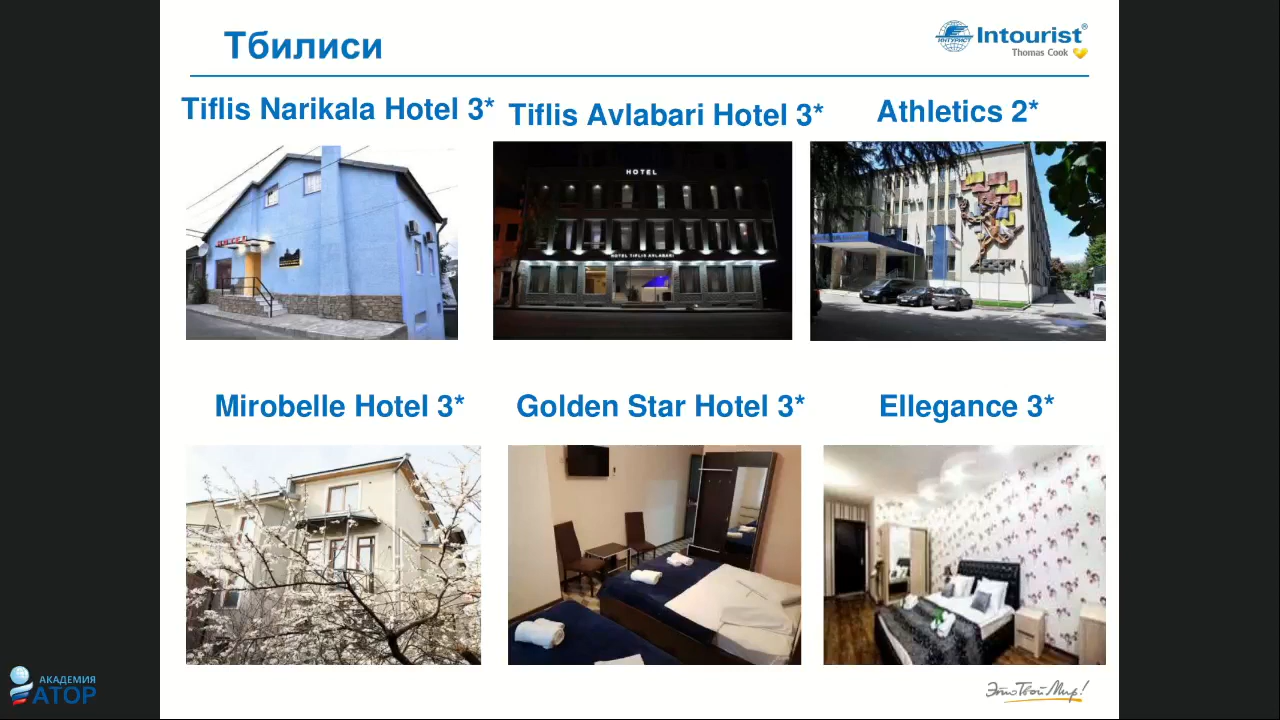 Тбилиси
ИНТУРИСТ
Intourist®
Thomas Cook
Tiflis Narikala Hotel 3*
Tiflis Avlabari Hotel 3*
Athletics 2*
HOTEL
HOTEL TIFLIS AVLABARI
Mirobelle Hotel 3*
Golden Star Hotel 3*
Ellegance 3*
АКАДЕМИЯ
АТОР
Это Твой Мир!